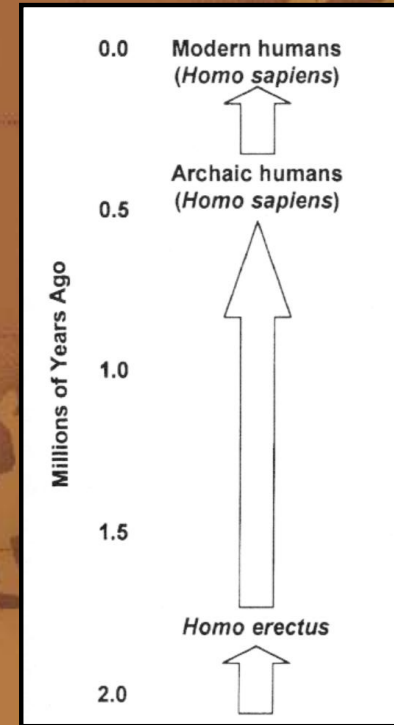 0.0
Modern humans
(Homo sapiens)
Archaic humans
(Homo sapiens)
0.5
Millions of Years Ago
1.0
1.5
Homo erectus
2.0